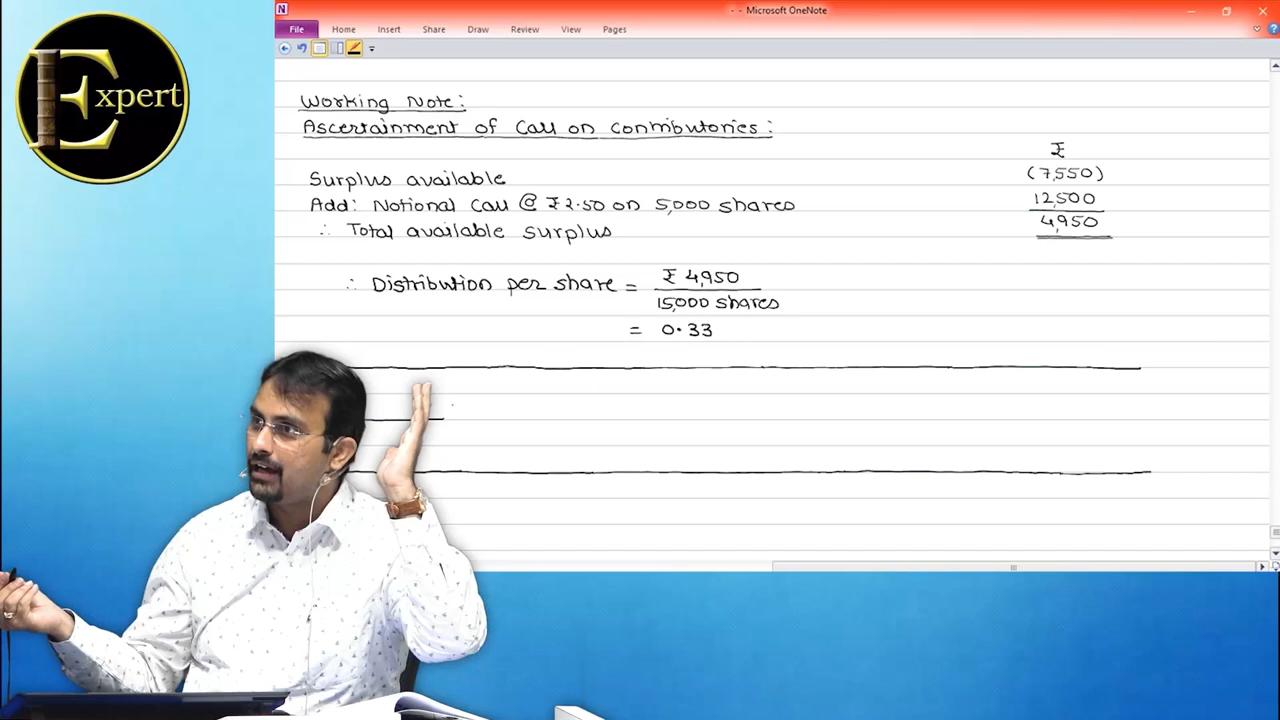 Expert
- - Microsoft OneNote
File Home Insert Share Draw Review View Pages
Working Note:
Ascertainment of Call on Contributories:
₹
Surplus available (7,550)
Add: Notional Call @ ₹2.50 on 5,000 shares 12,500
∴ Total available surplus 4,950
∴ Distribution per share = ₹ 4,950
15,000 shares
= 0.33